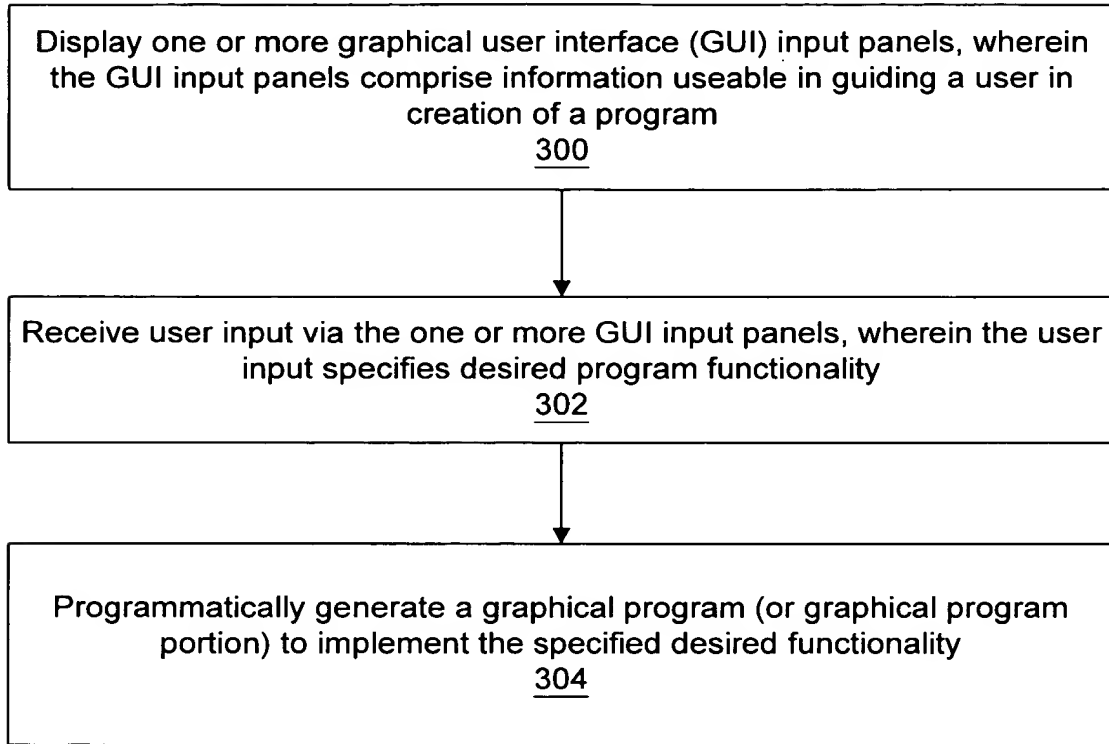 Display one or more graphical user interface (GUI) input panels, wherein
the GUI input panels comprise information useable in guiding a user in
creation of a program
300
Receive user input via the one or more GUI input panels, wherein the user
input specifies desired program functionality
302
Programmatically generate a graphical program (or graphical program
portion) to implement the specified desired functionality
304